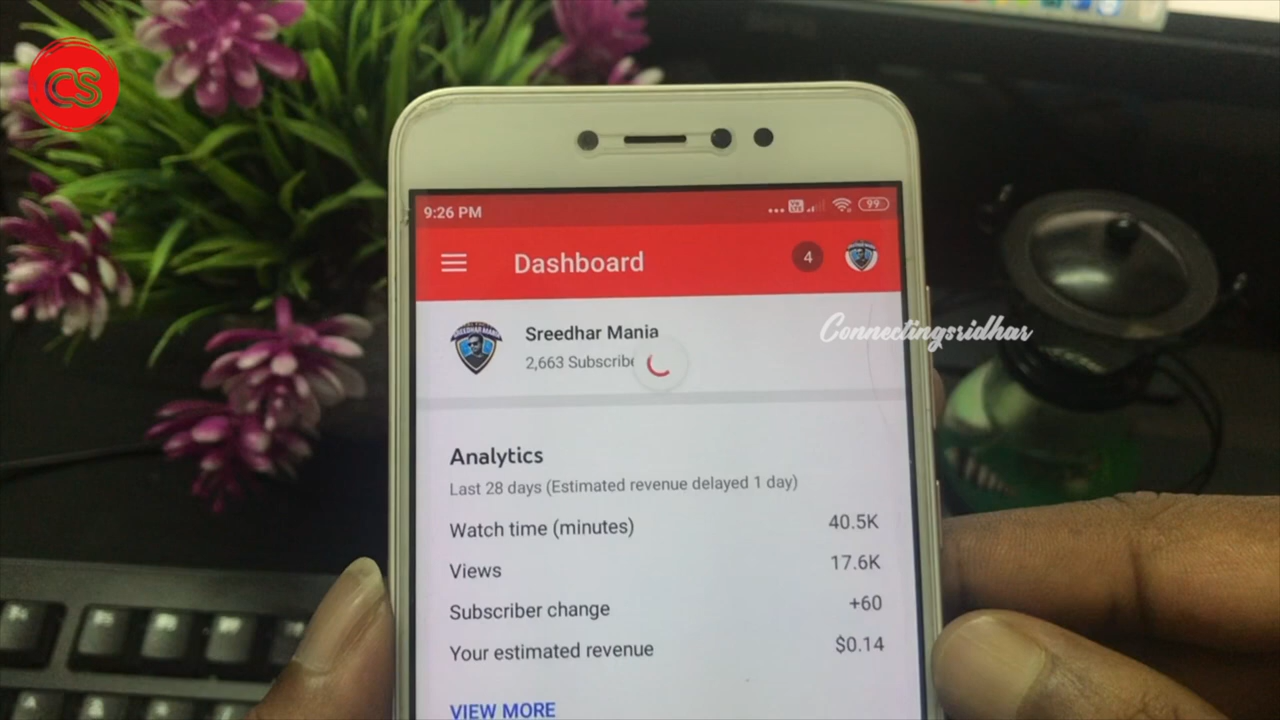 CS
9:26 PM
99
Dashboard
4
Sreedhar Mania
2,663 Subscribe
Connectingsridhar
Analytics
Last 28 days (Estimated revenue delayed 1 day)
Watch time (minutes) 40.5K
Views 17.6K
Subscriber change +60
Your estimated revenue $0.14
VIEW MORE